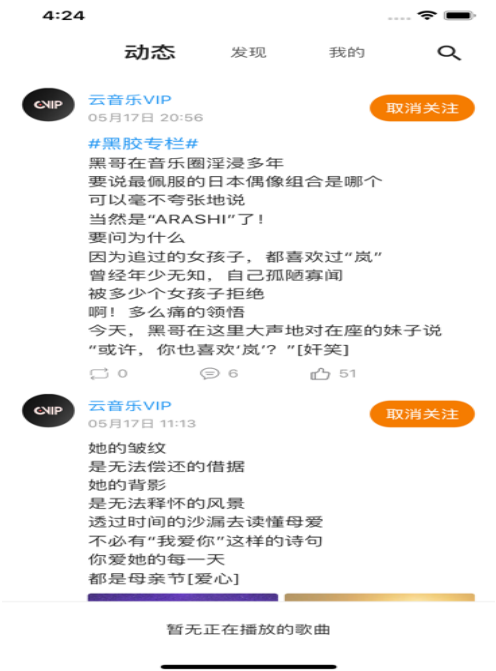 4:24
动态 发现 我的
CVIP
云音乐VIP
取消关注
05月17日 20:56
#黑胶专栏#
黑哥在音乐圈淫浸多年
要说最佩服的日本偶像组合是哪个
可以毫不夸张地说
当然是“ARASHI”了！
要问为什么
因为追过的女孩子，都喜欢过“岚”
曾经年少无知，自己孤陋寡闻
被多少个女孩子拒绝
啊！多么痛的领悟
今天，黑哥在这里大声地对在座的妹子说
“或许，你也喜欢‘岚’？”[奸笑]
0 6 51
CVIP
云音乐VIP
取消关注
05月17日 11:13
她的皱纹
是无法偿还的借据
她的背影
是无法释怀的风景
透过时间的沙漏去读懂母爱
不必有“我爱你”这样的诗句
你爱她的每一天
都是母亲节[爱心]
暂无正在播放的歌曲